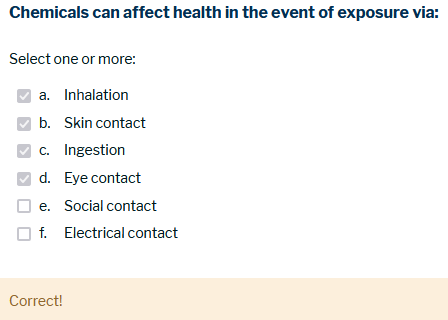 Chemicals can affect health in the event of exposure via:
Select one or more:
a. Inhalation
b. Skin contact
c. Ingestion
d. Eye contact
e. Social contact
f. Electrical contact
Correct!